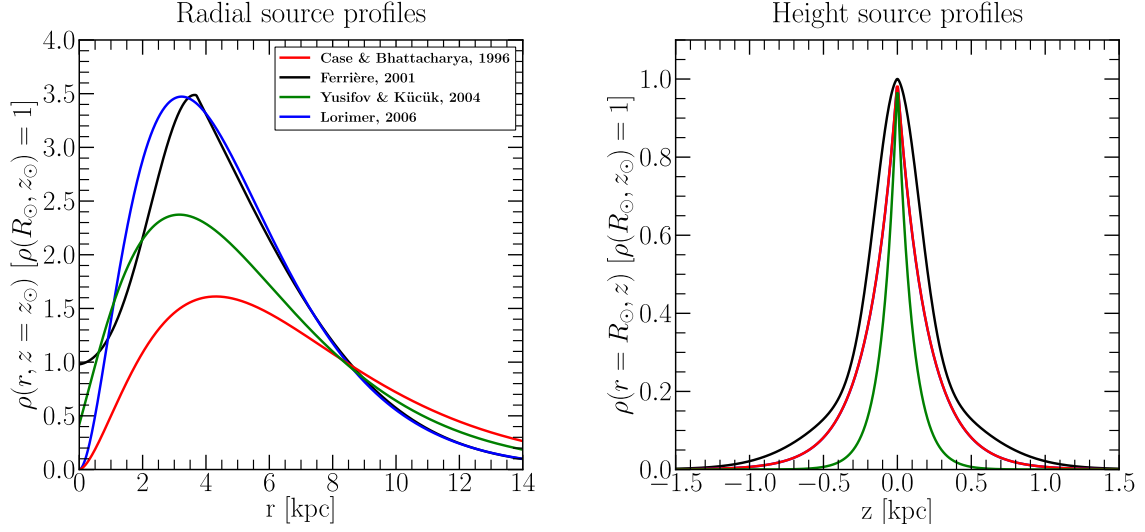 Radial source profiles
ρ(r, z = z⊙) [ρ(R⊙, z⊙) = 1]
4.0
3.5
3.0
2.5
2.0
1.5
1.0
0.5
0.0
Case & Bhattacharya, 1996
Ferrière, 2001
Yusifov & Kücük, 2004
Lorimer, 2006
0 2 4 6 8 10 12 14
r [kpc]
Height source profiles
ρ(r = R⊙, z) [ρ(R⊙, z⊙) = 1]
1.0
0.8
0.6
0.4
0.2
0.0
−1.5 −1.0 −0.5 0.0 0.5 1.0 1.5
z [kpc]